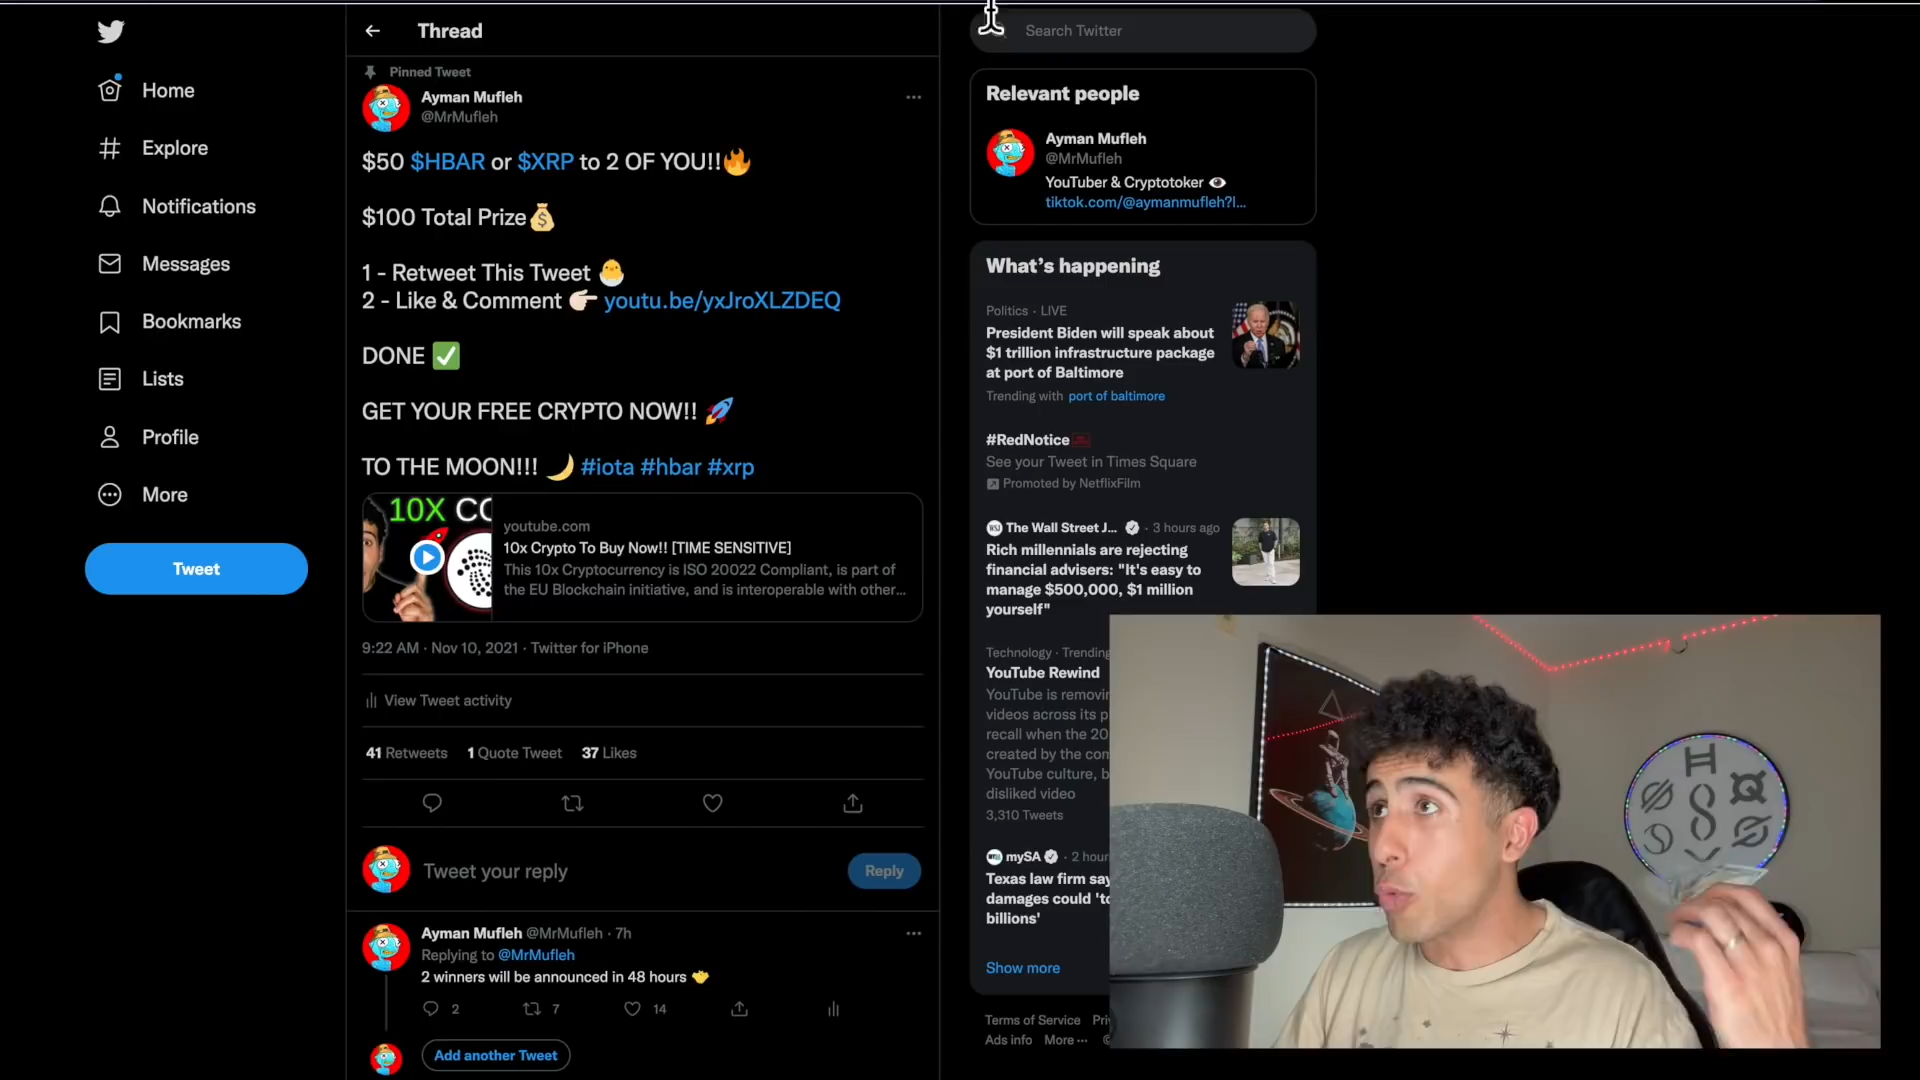 Thread
Search Twitter
Home
Explore
Notifications
Messages
Bookmarks
Lists
Profile
More
Tweet
Pinned Tweet
Ayman Mufleh
@MrMufleh
$50 $HBAR or $XRP to 2 OF YOU!!🔥
$100 Total Prize💰
1 - Retweet This Tweet 🐣
2 - Like & Comment 👉🏻 youtu.be/yxJroXLZDEQ
DONE ✅
GET YOUR FREE CRYPTO NOW!! 🚀
TO THE MOON!!! 🌙 #iota #hbar #xrp
10X CO
youtube.com
10x Crypto To Buy Now!! [TIME SENSITIVE]
This 10x Cryptocurrency is ISO 20022 Compliant, is part of
the EU Blockchain initiative, and is interoperable with other...
9:22 AM · Nov 10, 2021 · Twitter for iPhone
View Tweet activity
41 Retweets 1 Quote Tweet 37 Likes
Tweet your reply
Reply
Ayman Mufleh @MrMufleh · 7h
Replying to @MrMufleh
2 winners will be announced in 48 hours
2 7 14
Add another Tweet
Relevant people
Ayman Mufleh
@MrMufleh
YouTuber & Cryptotoker 👁
tiktok.com/@aymanmufleh?l...
What's happening
Politics · LIVE
President Biden will speak about
$1 trillion infrastructure package
at port of Baltimore
Trending with port of baltimore
#RedNotice
See your Tweet in Times Square
Promoted by NetflixFilm
The Wall Street J... · 3 hours ago
Rich millennials are rejecting
financial advisers: "It's easy to
manage $500,000, $1 million
yourself"
Technology · Trending
YouTube Rewind
YouTube is removin
videos across its p
recall when the 20
created by the com
YouTube culture, b
disliked video
3,310 Tweets
mySA · 2 hour
Texas law firm say
damages could 'to
billions'
Show more
Terms of Service Pri
Ads info More ··· ©